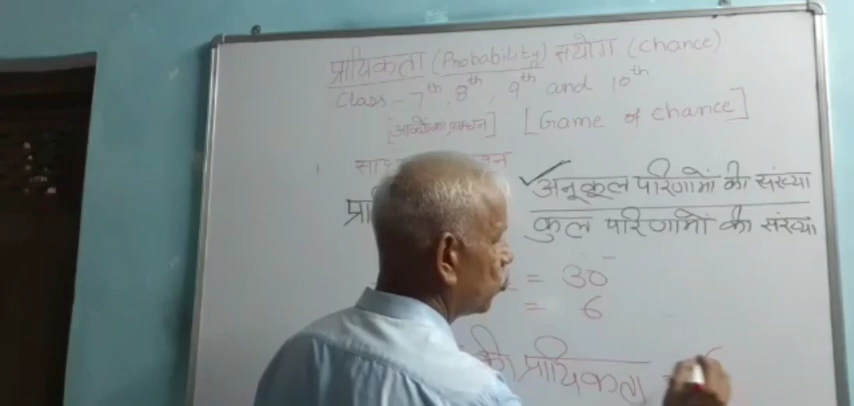 प्रायिकता (Probability) संयोग (Chance)
Class - 7th, 8th, 9th and 10th
[Game of chance]
अनुकूल परिणामों की संख्या
कुल परिणामों की संख्या
= 30
= 6
की प्रायिकता =